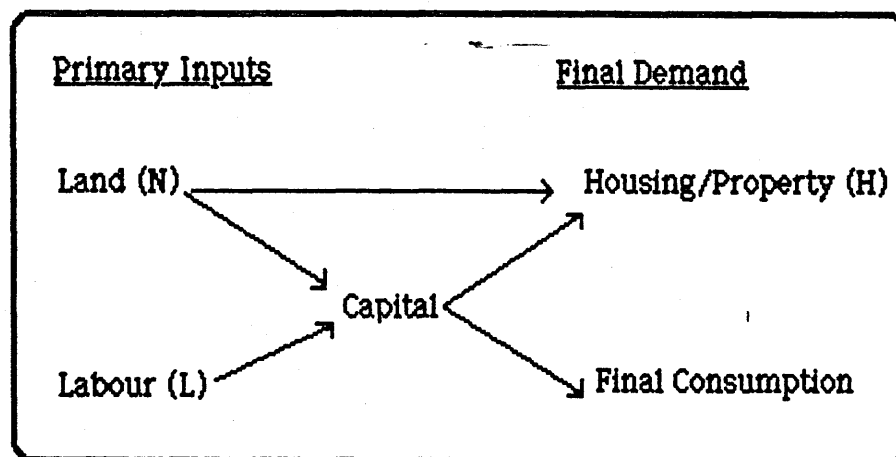 Primary Inputs Final Demand
Land (N) Housing/Property (H)
Capital
Labour (L) Final Consumption